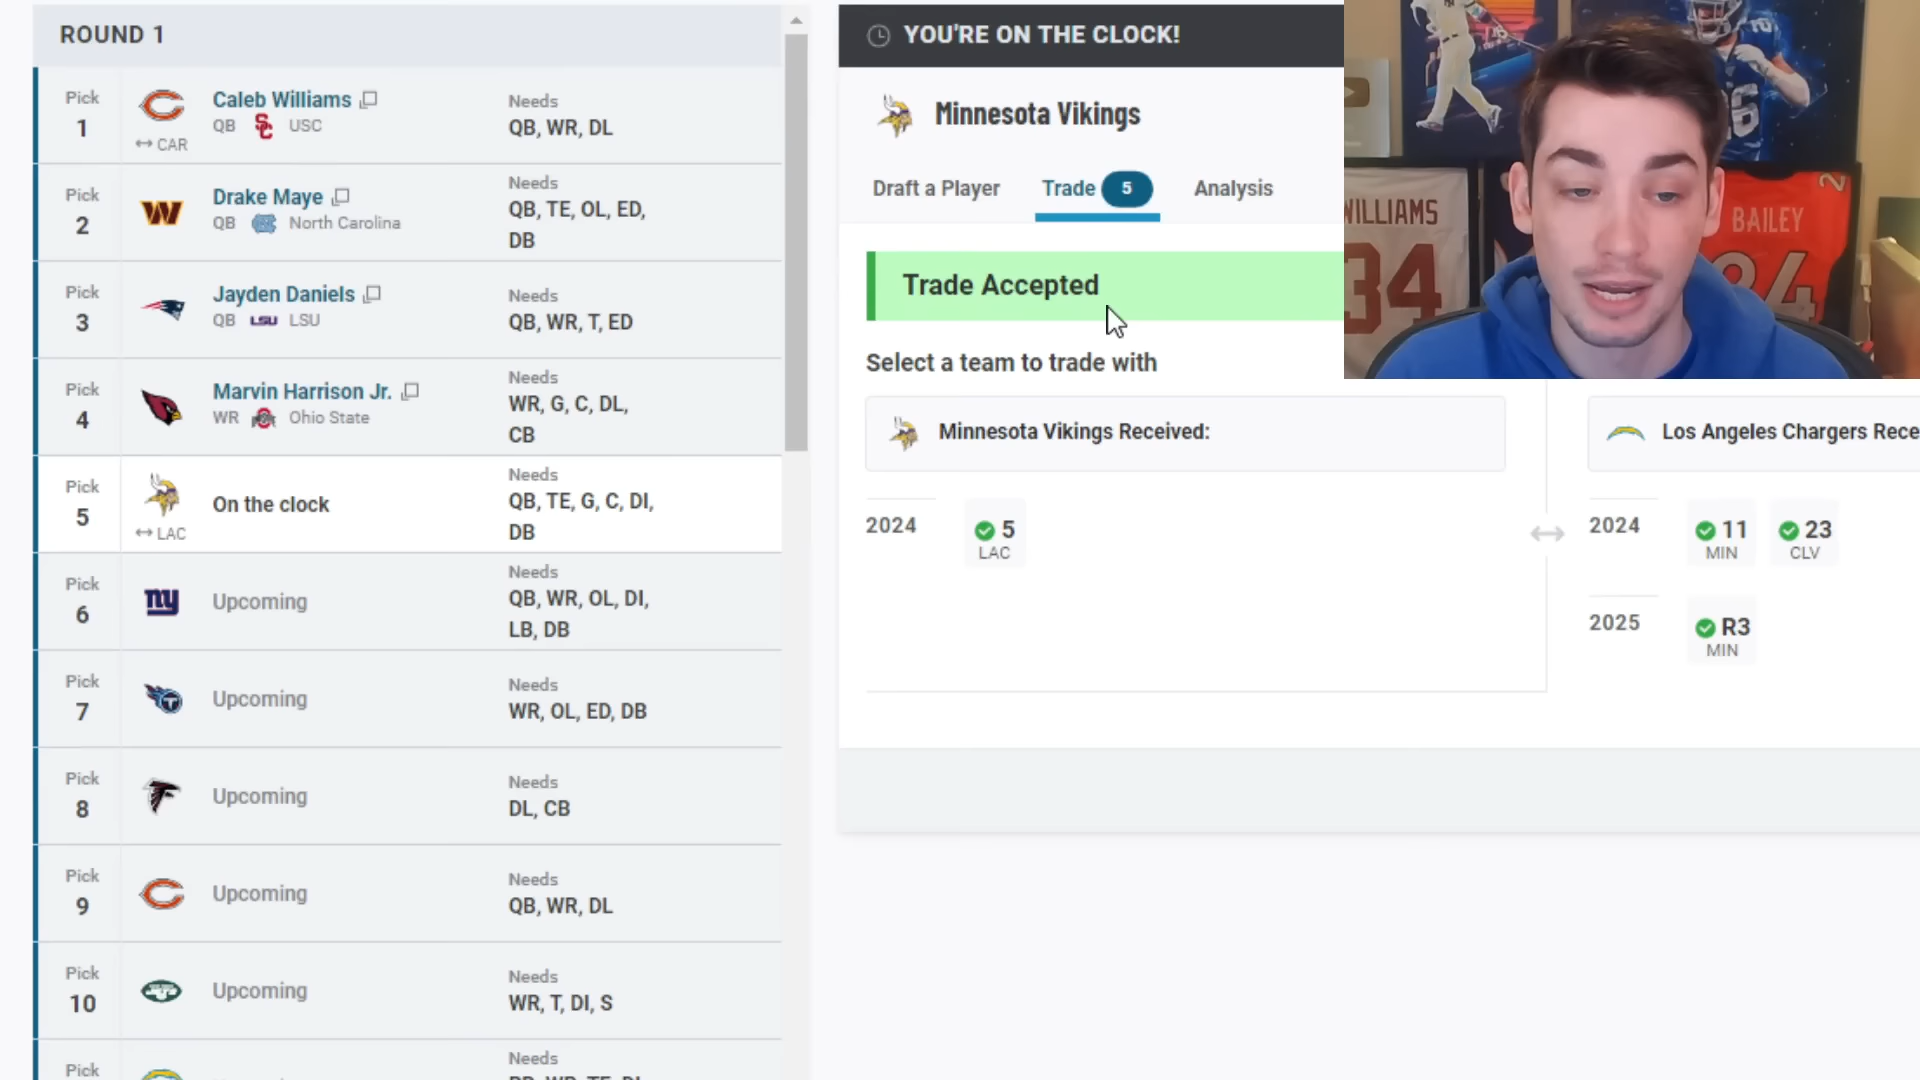 ROUND 1
Pick
1
CAR
Caleb Williams
QB USC
Needs
QB, WR, DL
Pick
2
Drake Maye
QB North Carolina
Needs
QB, TE, OL, ED,
DB
Pick
3
Jayden Daniels
QB LSU LSU
Needs
QB, WR, T, ED
Pick
4
Marvin Harrison Jr.
WR Ohio State
Needs
WR, G, C, DL,
CB
Pick
5
LAC
On the clock
Needs
QB, TE, G, C, DI,
DB
Pick
6
ny
Upcoming
Needs
QB, WR, OL, DI,
LB, DB
Pick
7
Upcoming
Needs
WR, OL, ED, DB
Pick
8
Upcoming
Needs
DL, CB
Pick
9
Upcoming
Needs
QB, WR, DL
Pick
10
Upcoming
Needs
WR, T, DI, S
Pick
Needs
YOU'RE ON THE CLOCK!
Minnesota Vikings
Draft a Player
Trade 5
Analysis
Trade Accepted
Select a team to trade with
Minnesota Vikings Received:
2024
5
LAC
Los Angeles Chargers Rece
2024
11
MIN
23
CLV
2025
R3
MIN
WILLIAMS
34
BAILEY
24
2
26